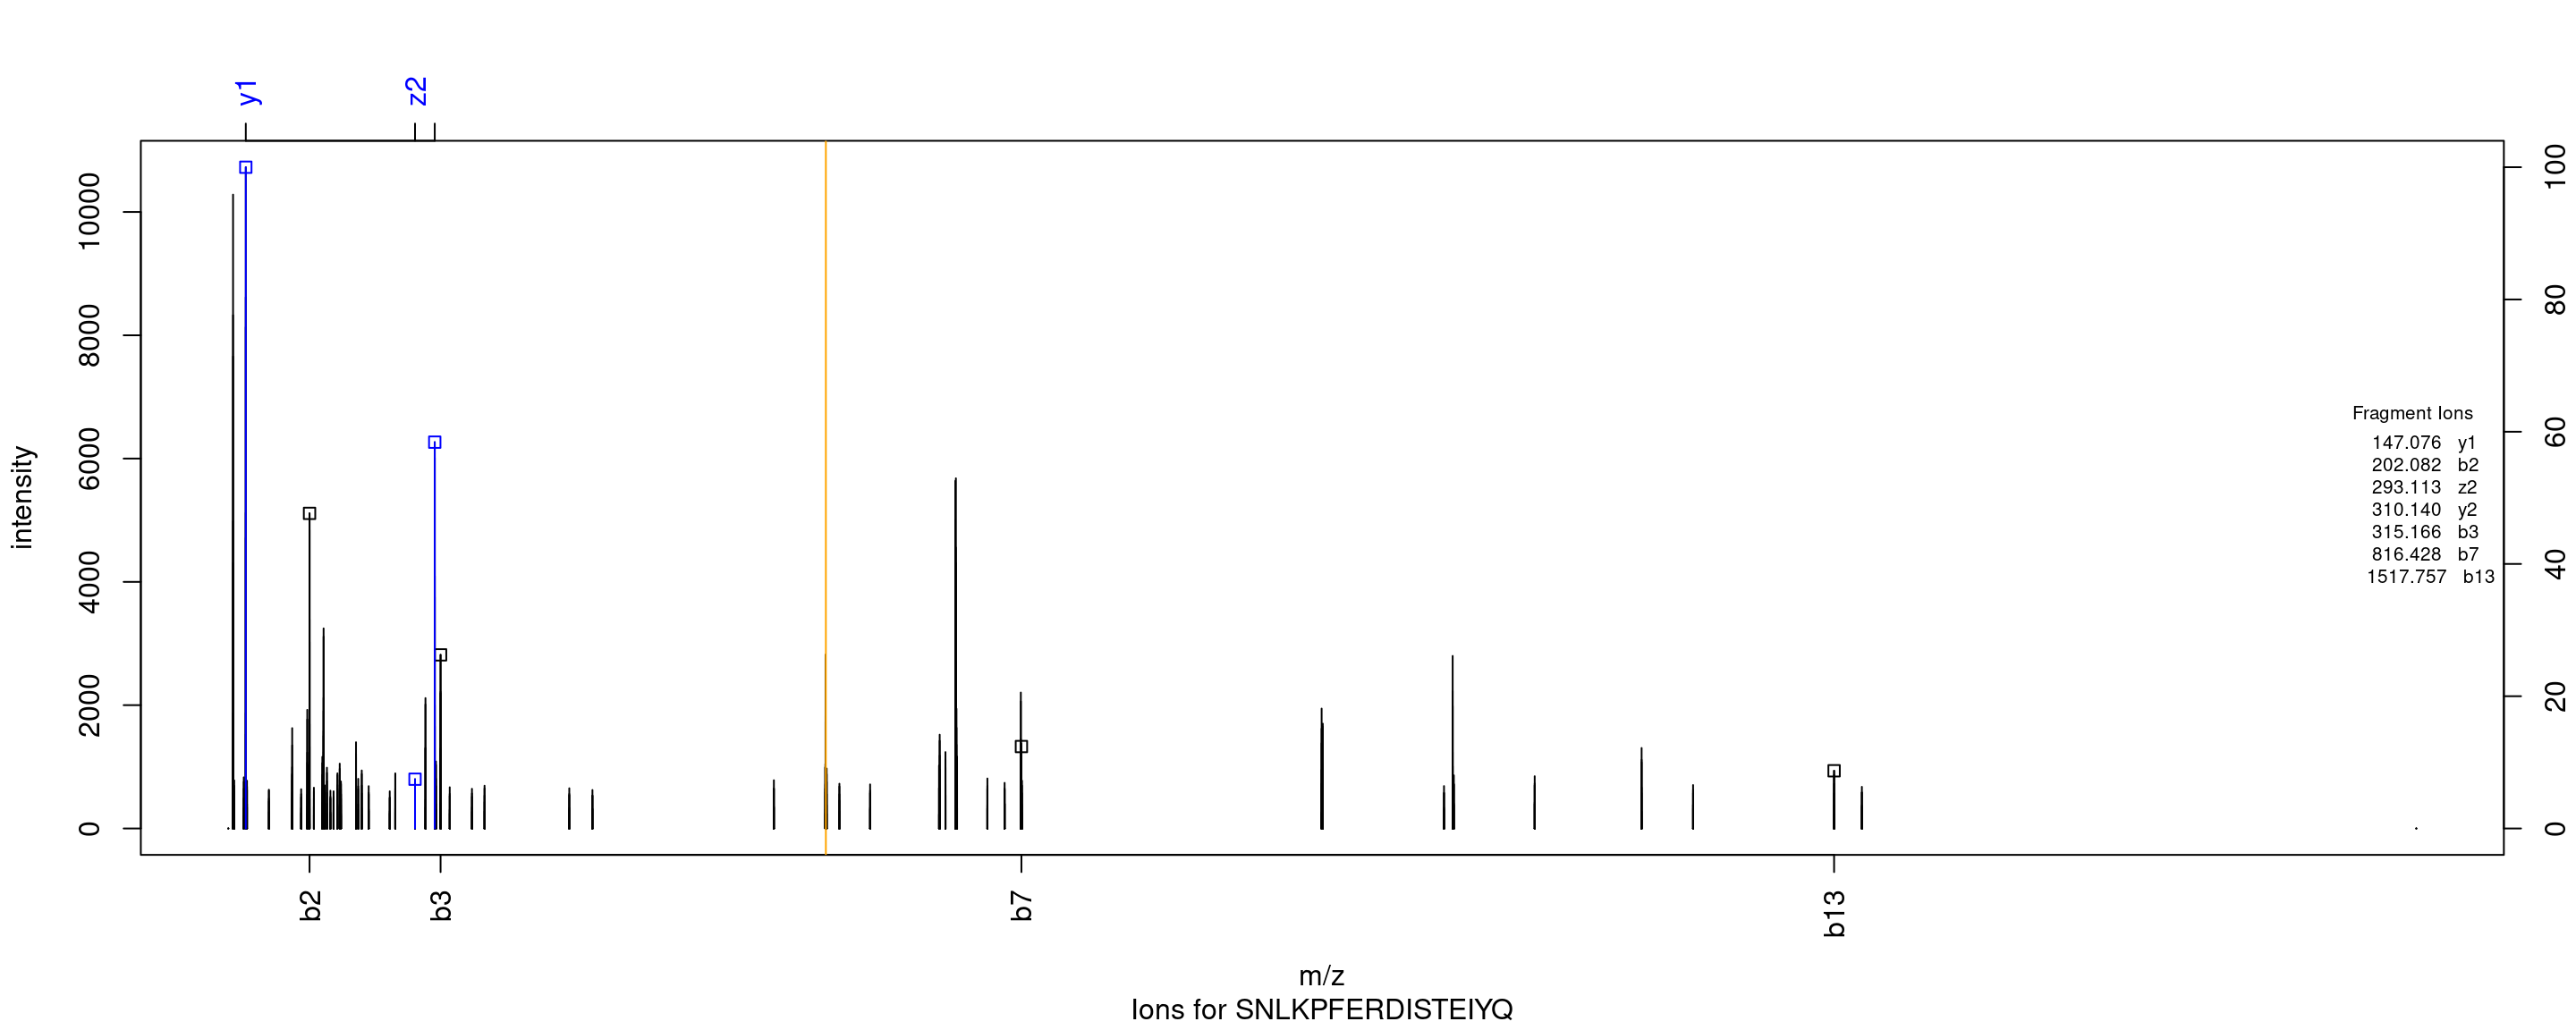 y1 z2
intensity
0 2000 4000 6000 8000 10000
0 20 40 60 80 100
Fragment Ions
147.076 y1
202.082 b2
293.113 z2
310.140 y2
315.166 b3
816.428 b7
1517.757 b13
b2 b3 b7 b13
m/z
Ions for SNLKPFERDISTEIYQ